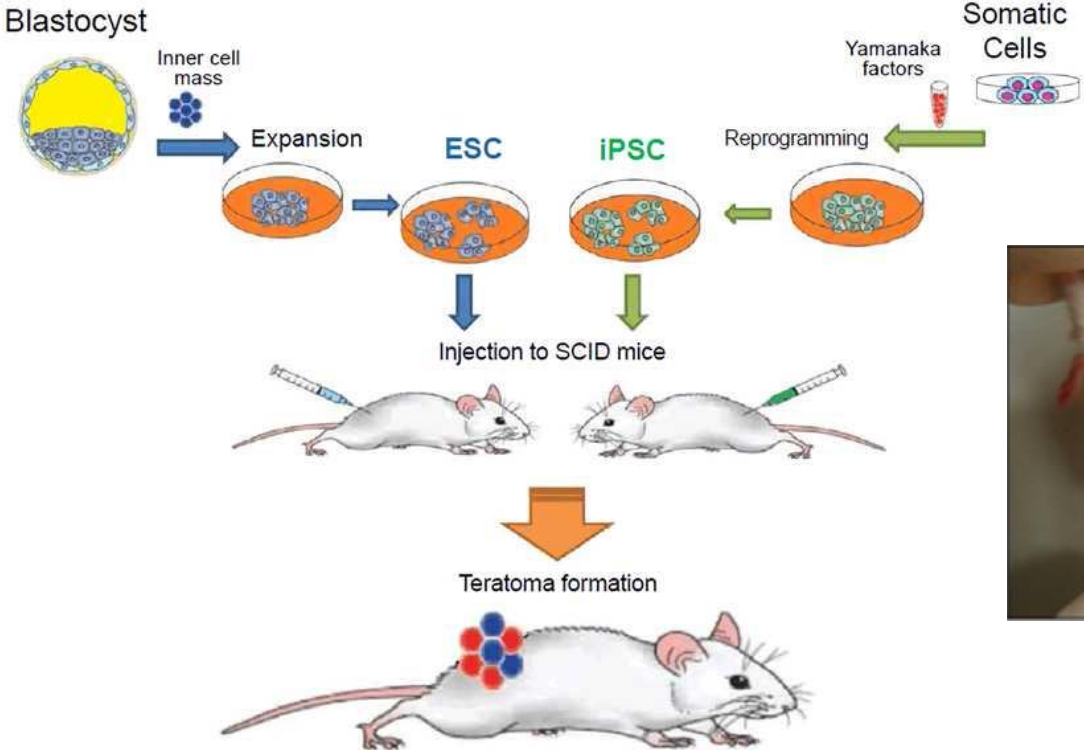 Blastocyst
Inner cell
mass
Expansion
ESC
iPSC
Reprogramming
Yamanaka
factors
Somatic
Cells
Injection to SCID mice
Teratoma formation